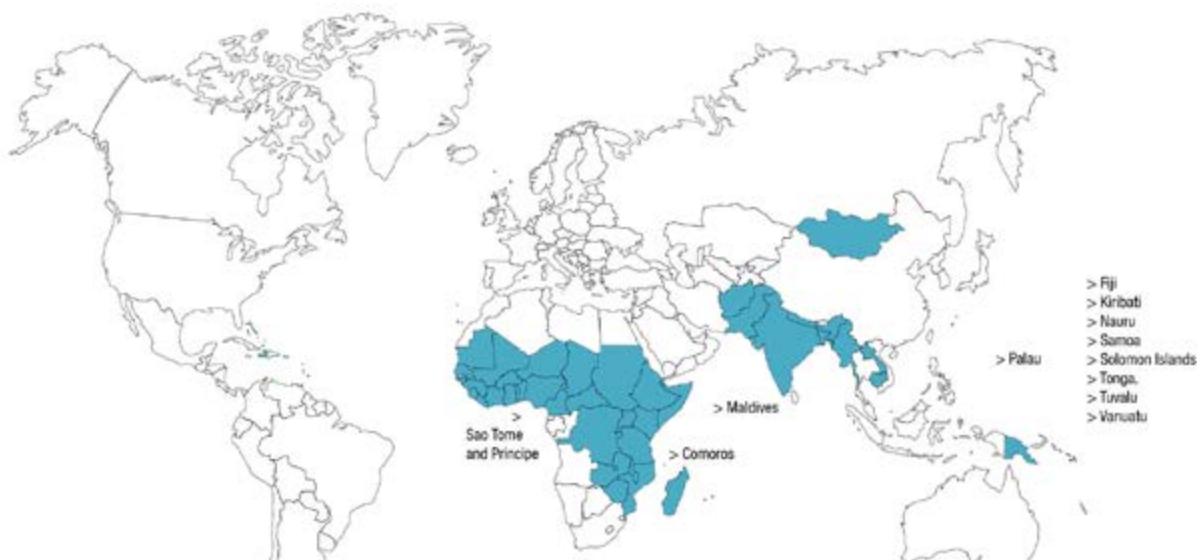 > Fiji
> Kiribati
> Nauru
> Samoa
> Solomon Islands
> Tonga,
> Tuvalu
> Vanuatu
> Palau
> Maldives
>
Sao Tome
and Principe
> Comoros